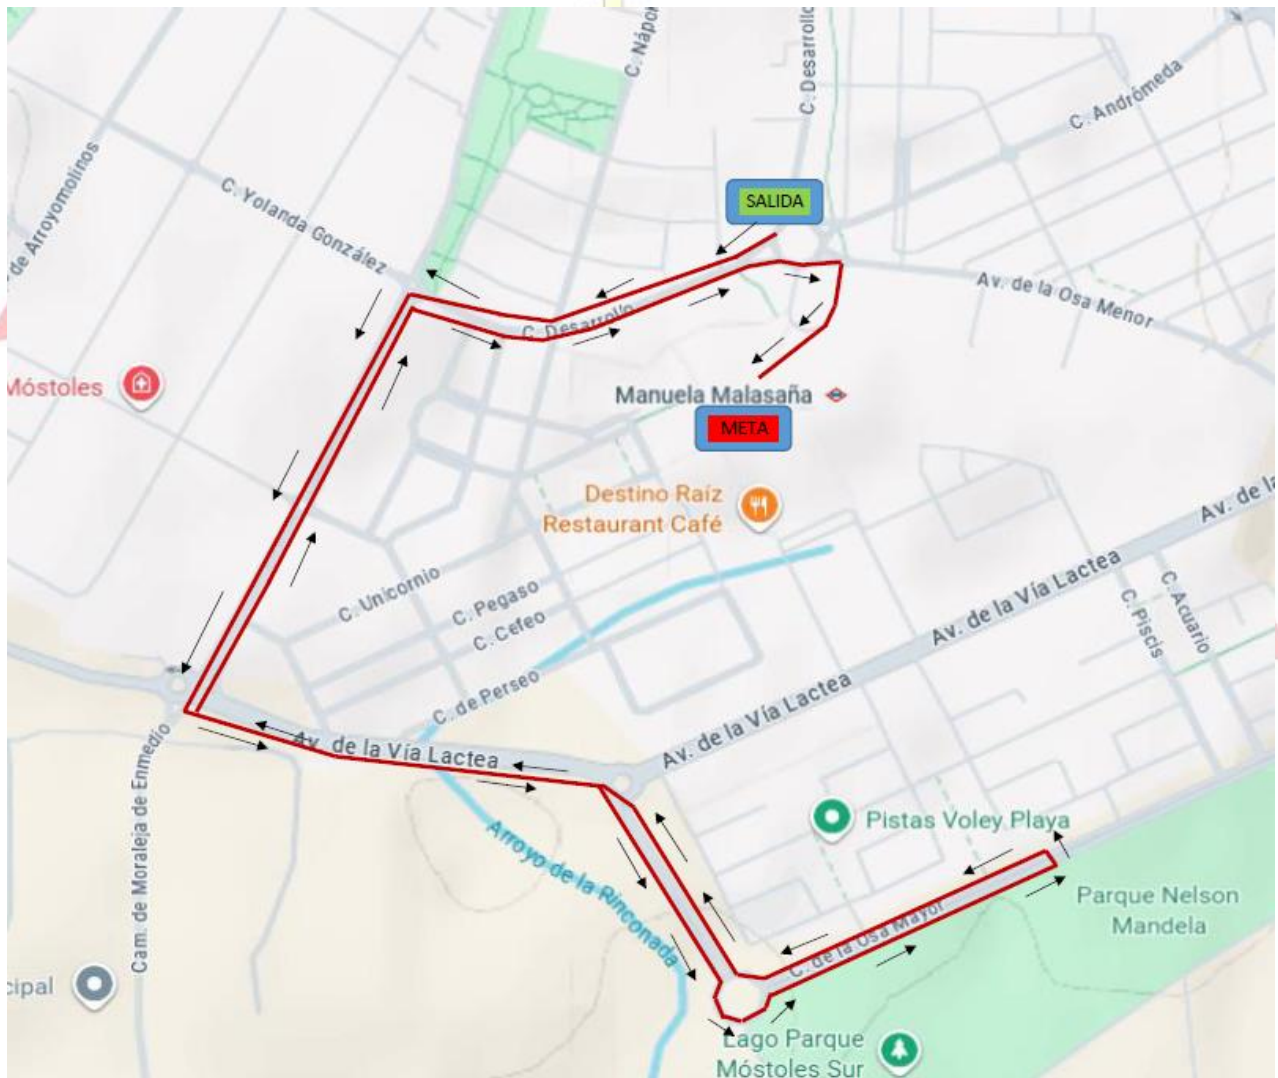 C. Nápol
C. Desarrollo
C. Andrómeda
de Arroyomolinos
C. Yolanda González
SALIDA
Av. de la Osa Menor
C. Desarrollo
Móstoles
Manuela Malasaña
META
Destino Raíz
Restaurant Café
Av. de la
C. Unicornio
C. Pegaso
C. Cefeo
Av. de la Vía Lactea
C. Piscis
C. Acuario
C. de Perseo
Av. de la Vía Lactea
Av. de la Vía Lactea
Cam. de Moraleja de Enmedio
Pistas Voley Playa
Arroyo de la Rinconada
C. de la Osa Mayor
Parque Nelson
Mandela
cipal
Lago Parque
Móstoles Sur